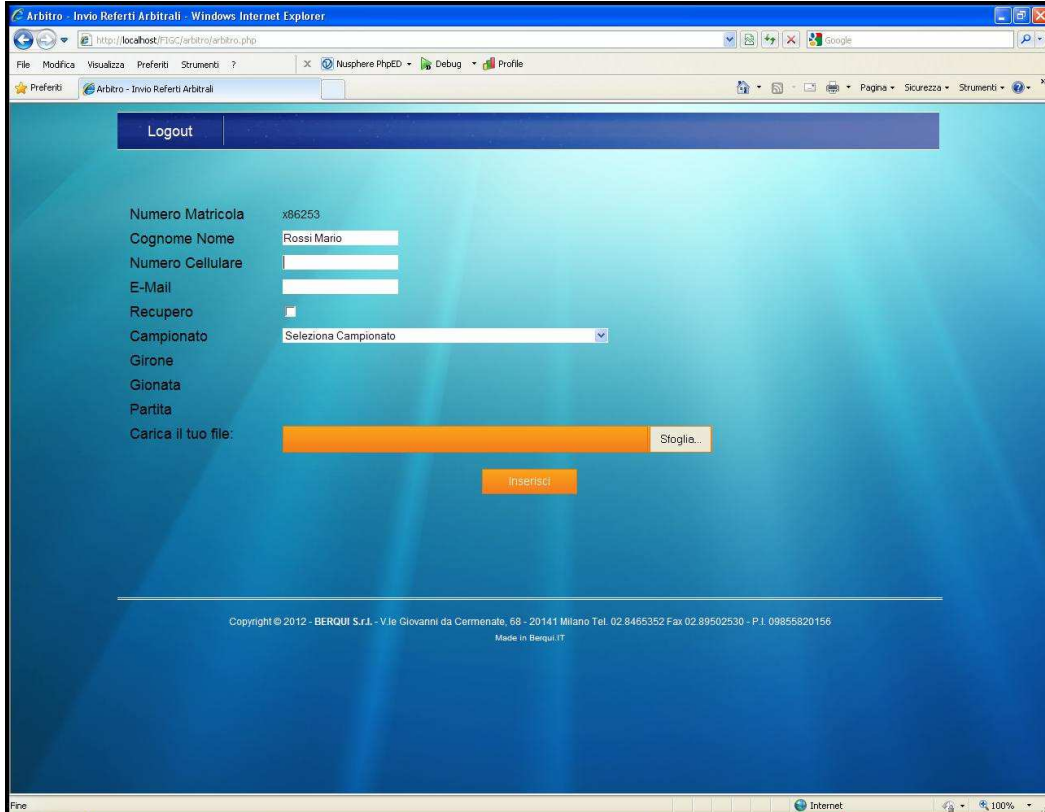 Arbitro - Invio Referti Arbitrali - Windows Internet Explorer
http://localhost/FIGC/arbitro/arbitro.php
Google
File Modifica Visualizza Preferiti Strumenti ?
X Nusphere PhpED Debug Profile
Preferiti
Arbitro - Invio Referti Arbitrali
Pagina Sicurezza Strumenti
Logout
Numero Matricola x86253
Cognome Nome Rossi Mario
Numero Cellulare
E-Mail
Recupero
Campionato Seleziona Campionato
Girone
Gionata
Partita
Carica il tuo file: Sfoglia...
Inserisci
Copyright © 2012 - BERQUI S.r.l. - V.le Giovanni da Cermenate, 68 - 20141 Milano Tel. 02.8465352 Fax 02.89502530 - P.I. 09855820156
Made in Berqui.IT
Fine Internet 100%